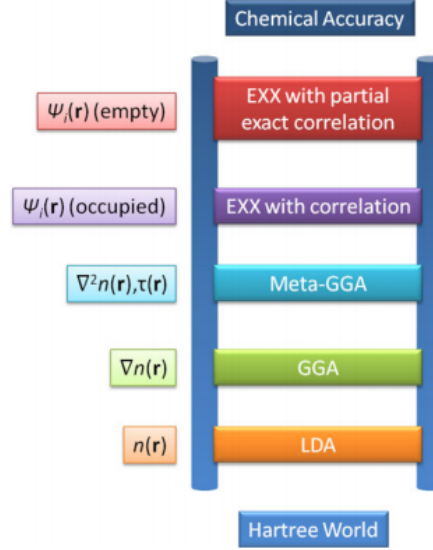 Chemical Accuracy
Ψi(r) (empty)
EXX with partial
exact correlation
Ψi(r) (occupied)
EXX with correlation
∇²n(r),τ(r)
Meta-GGA
∇n(r)
GGA
n(r)
LDA
Hartree World